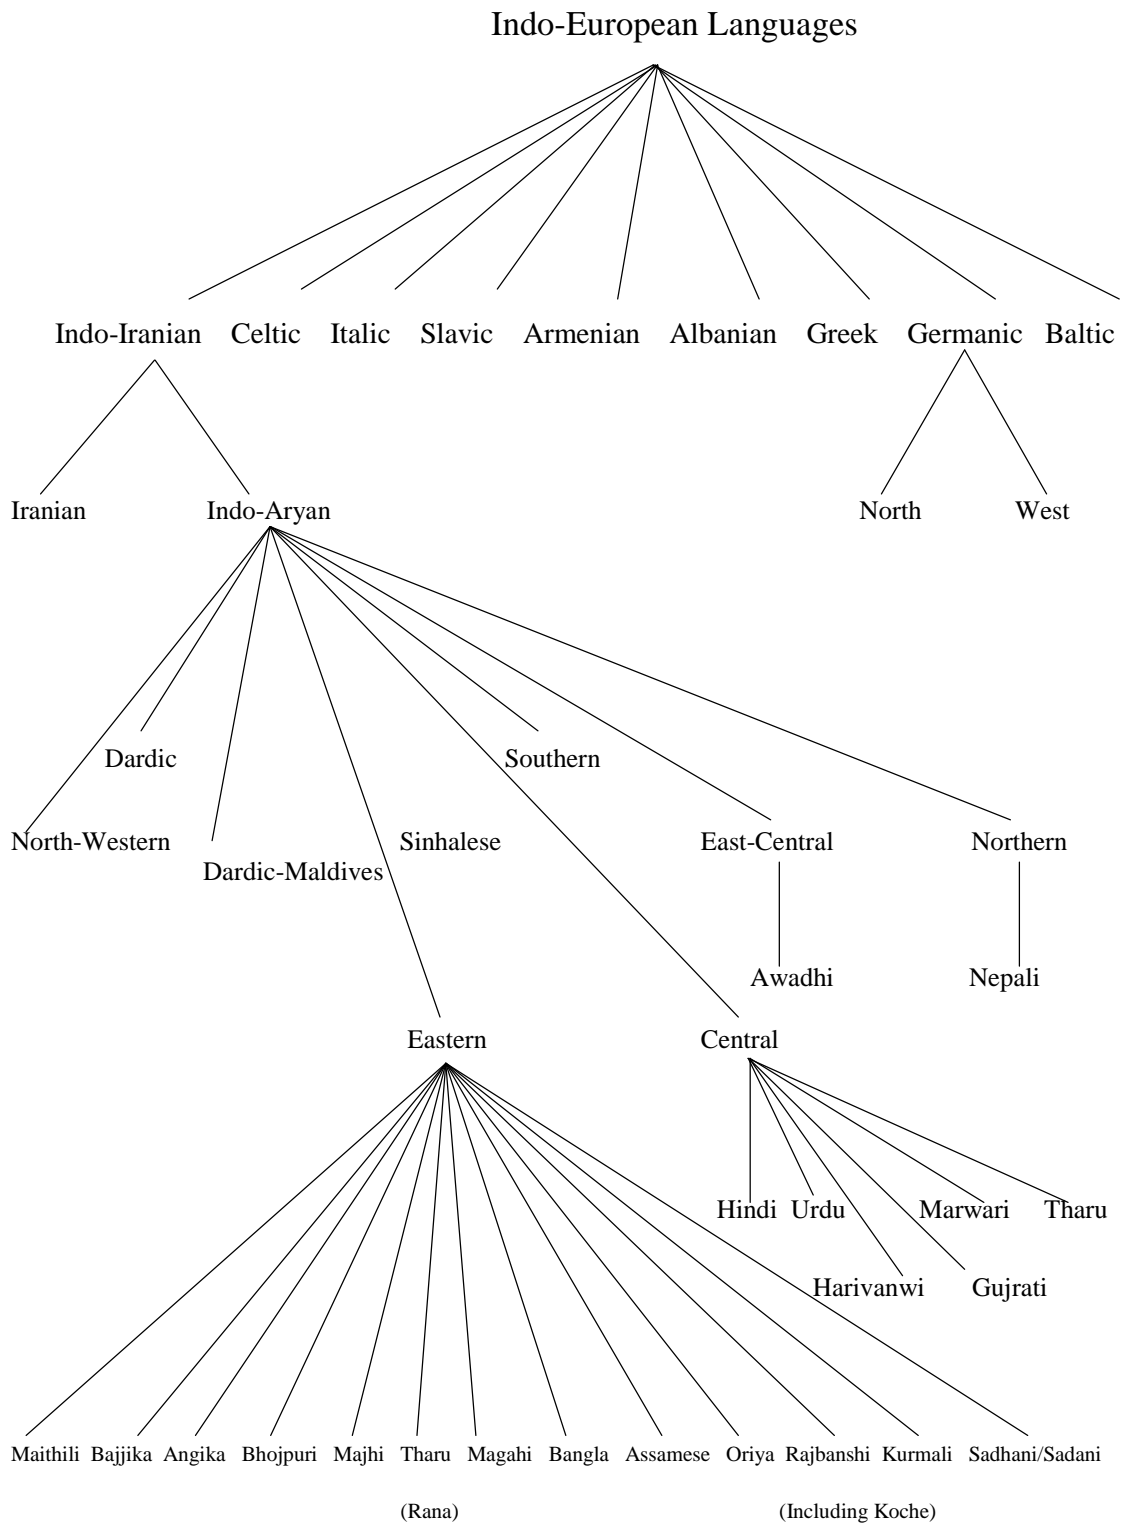 Indo-European Languages
Indo-Iranian Celtic Italic Slavic Armenian Albanian Greek Germanic Baltic
Iranian Indo-Aryan North West
Dardic Southern
North-Western Sinhalese East-Central Northern
Dardic-Maldives
Awadhi Nepali
Eastern Central
Hindi Urdu Marwari Tharu
Harivanwi Gujrati
Maithili Bajjika Angika Bhojpuri Majhi Tharu Magahi Bangla Assamese Oriya Rajbanshi Kurmali Sadhani/Sadani
(Rana) (Including Koche)